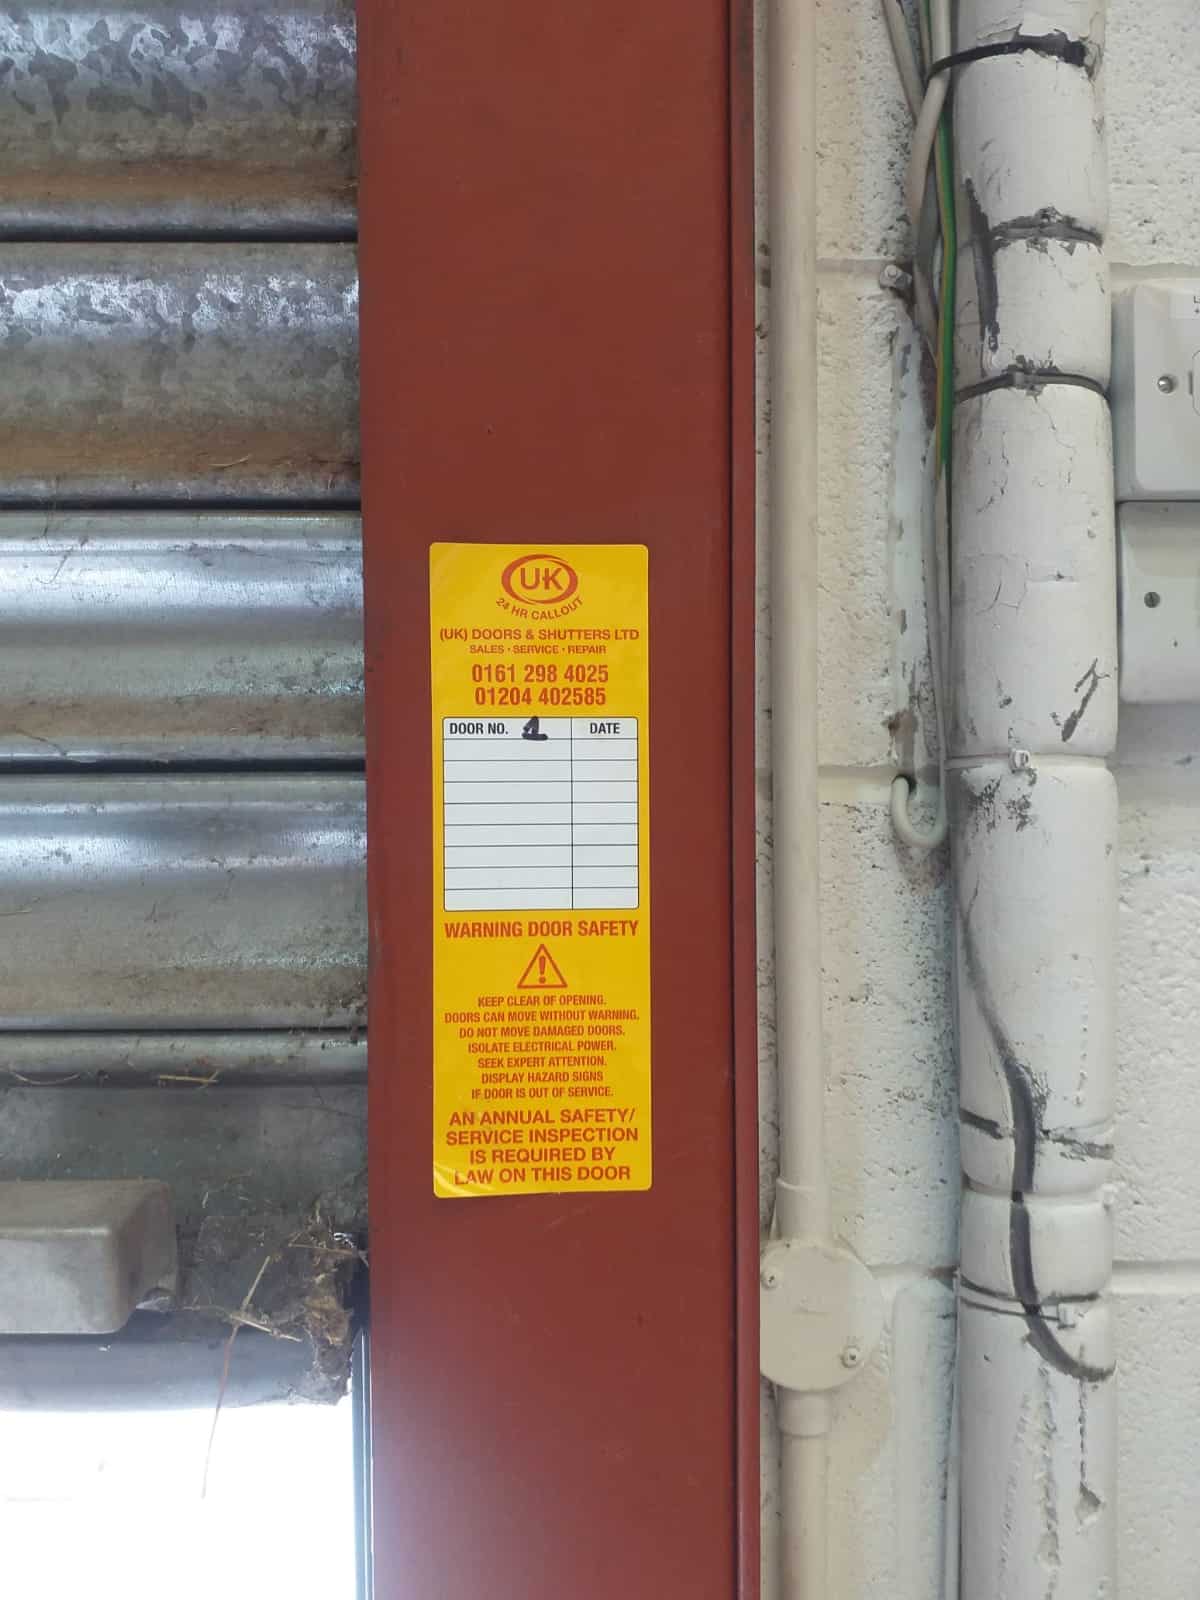 UK
24 HR CALLOUT
(UK) DOORS & SHUTTERS LTD
SALES · SERVICE · REPAIR
0161 298 4025
01204 402585
DOOR NO. 1 DATE
WARNING DOOR SAFETY
KEEP CLEAR OF OPENING.
DOORS CAN MOVE WITHOUT WARNING.
DO NOT MOVE DAMAGED DOORS.
ISOLATE ELECTRICAL POWER.
SEEK EXPERT ATTENTION.
DISPLAY HAZARD SIGNS
IF DOOR IS OUT OF SERVICE.
AN ANNUAL SAFETY/
SERVICE INSPECTION
IS REQUIRED BY
LAW ON THIS DOOR